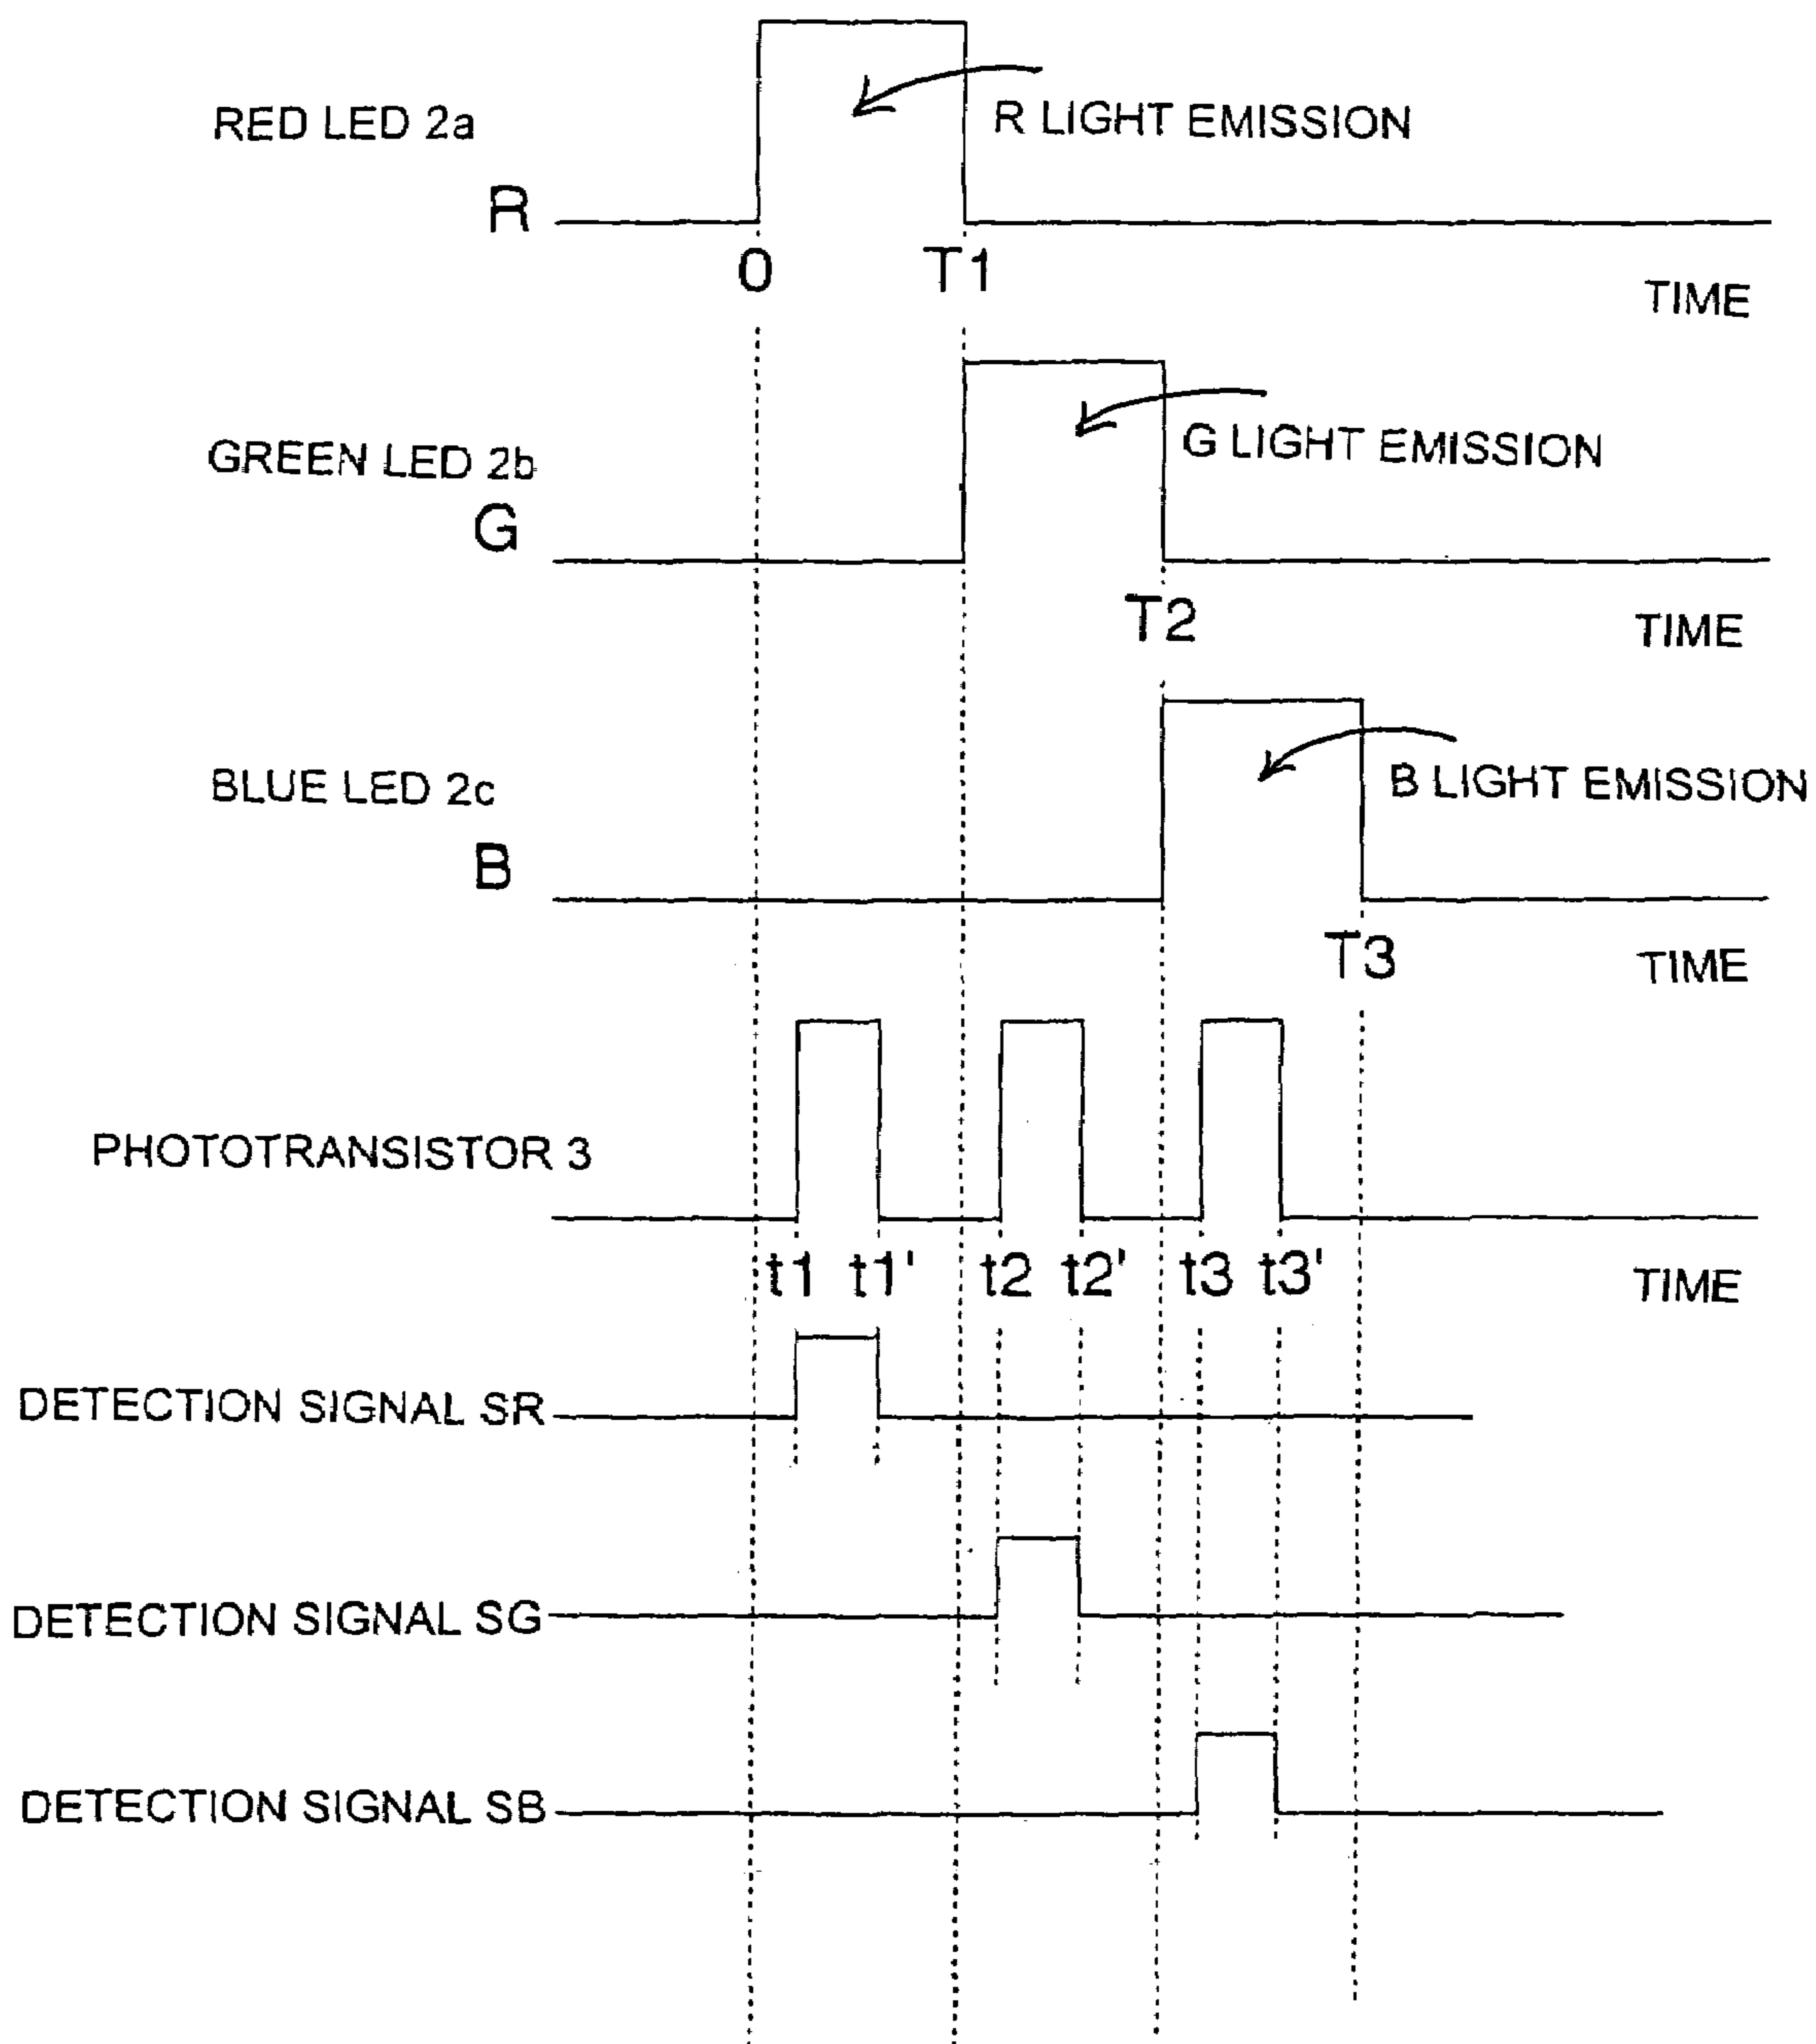 RED LED 2a
R LIGHT EMISSION
R
0
T1
TIME
GREEN LED 2b
G LIGHT EMISSION
G
T2
TIME
BLUE LED 2c
B LIGHT EMISSION
B
T3
TIME
PHOTOTRANSISTOR 3
t1 t1' t2 t2' t3 t3'
TIME
DETECTION SIGNAL SR
DETECTION SIGNAL SG
DETECTION SIGNAL SB